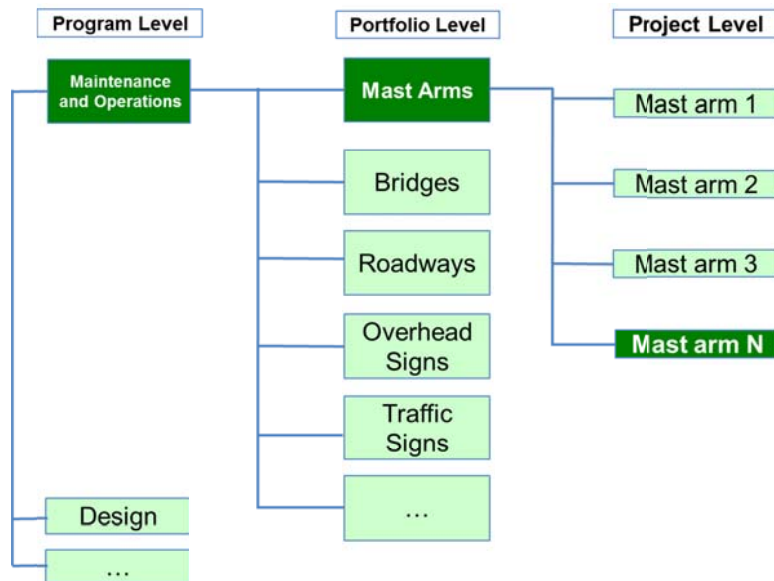 Program Level
Portfolio Level
Project Level
Maintenance
and Operations
Mast Arms
Mast arm 1
Bridges
Mast arm 2
Roadways
Mast arm 3
Overhead
Signs
Mast arm N
Traffic
Signs
Design
...
...